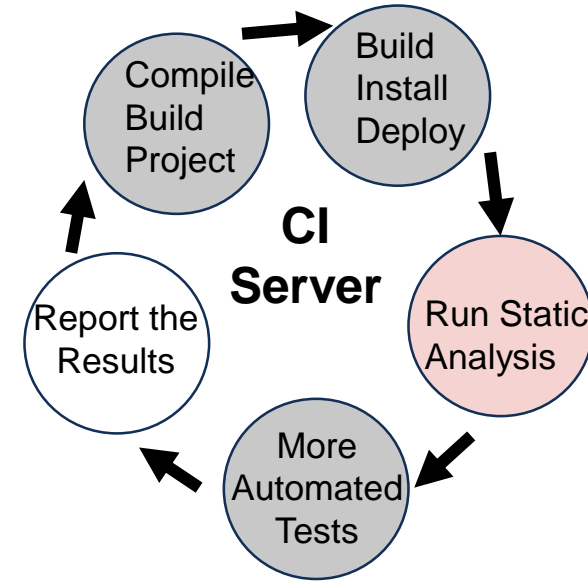 Compile
Build
Project
Build
Install
Deploy
CI
Server
Run Static
Analysis
More
Automated
Tests
Report the
Results